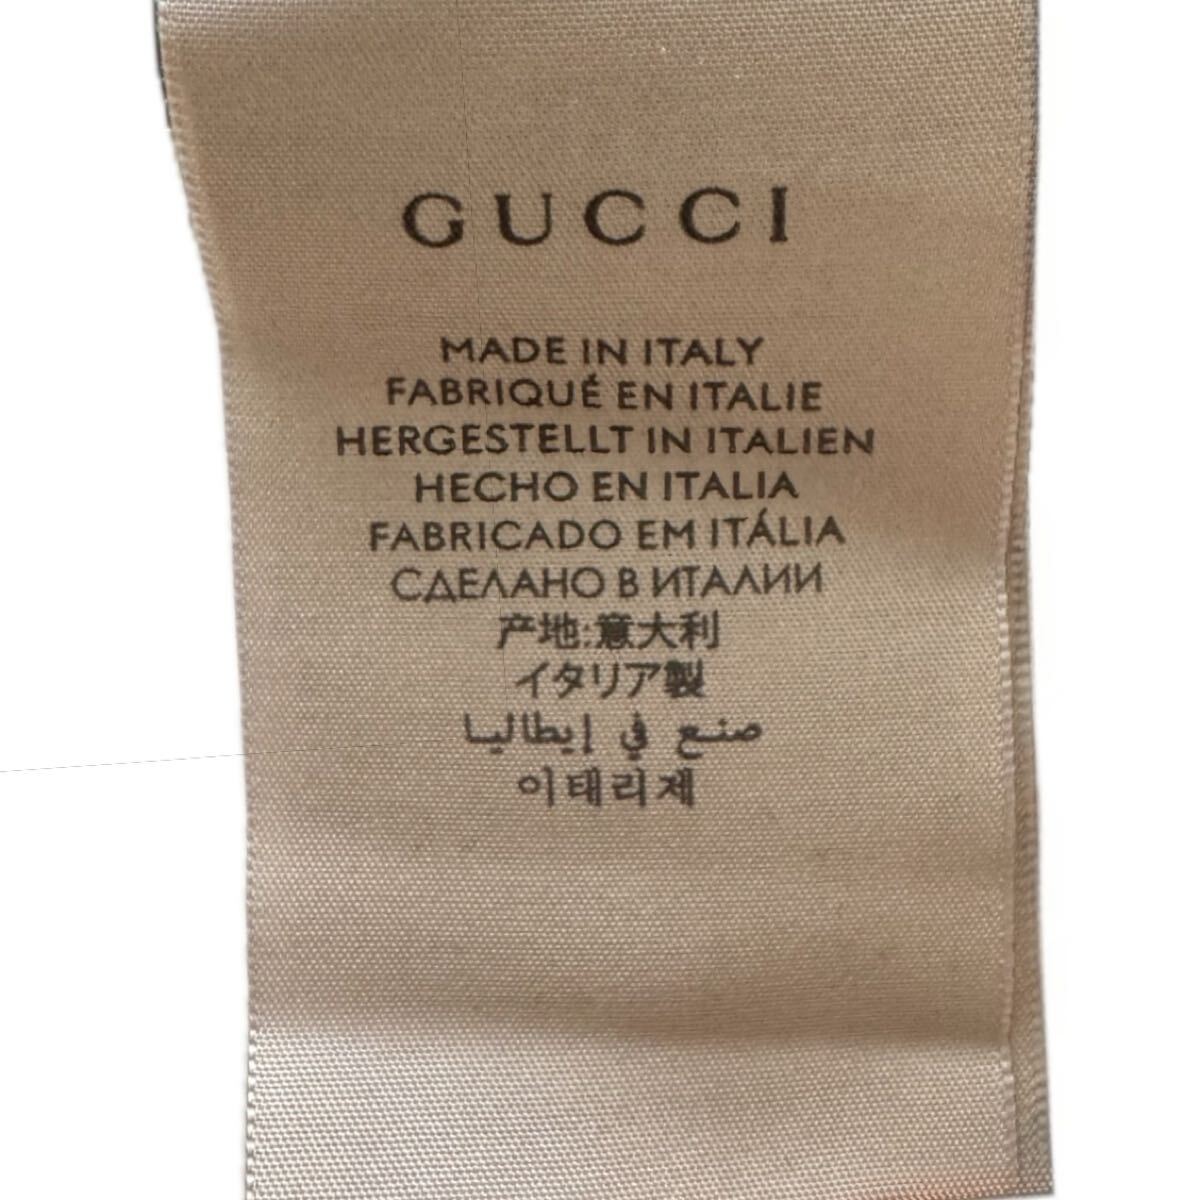 GUCCI
MADE IN ITALY
FABRIQUÉ EN ITALIE
HERGESTELLT IN ITALIEN
HECHO EN ITALIA
FABRICADO EM ITÁLIA
СДЕЛАНО В ИТАЛИИ
产地:意大利
イタリア製
صنع في إيطاليا
이태리제